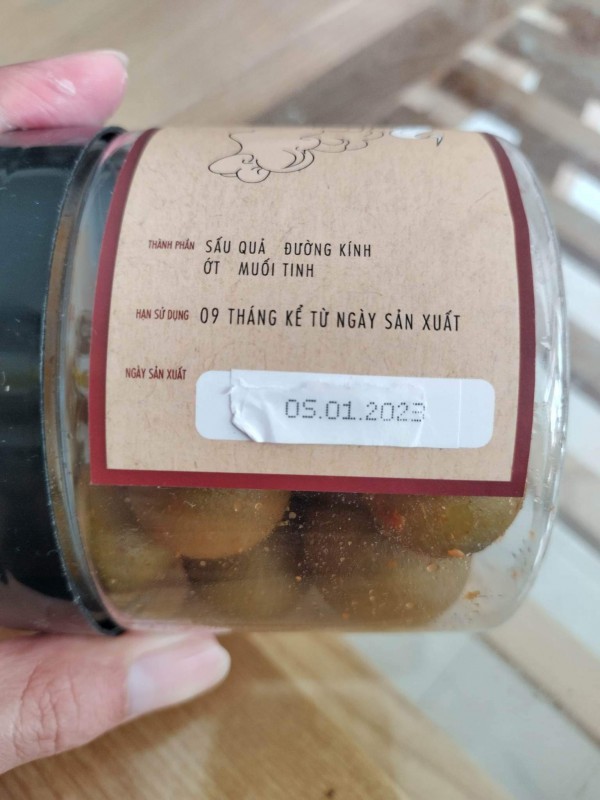 THÀNH PHẦN SẤU QUẢ ĐƯỜNG KÍNH
ỚT MUỐI TINH
HẠN SỬ DỤNG 09 THÁNG KỂ TỪ NGÀY SẢN XUẤT
NGÀY SẢN XUẤT 05.01.2023